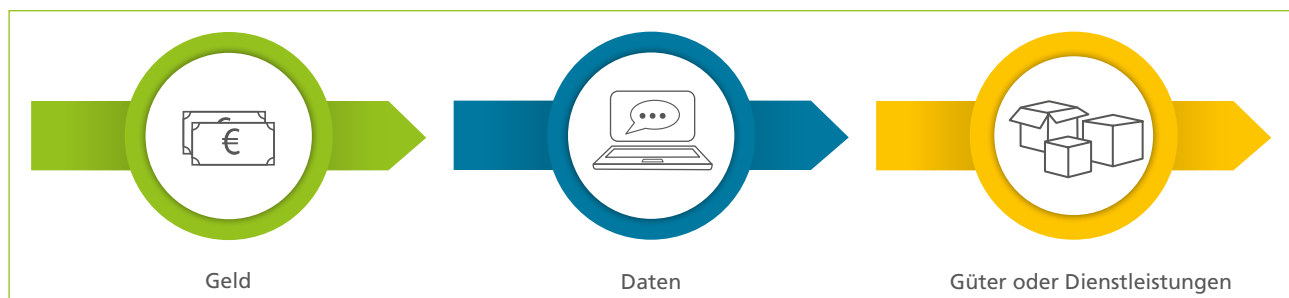 €
Geld
Daten
Güter oder Dienstleistungen